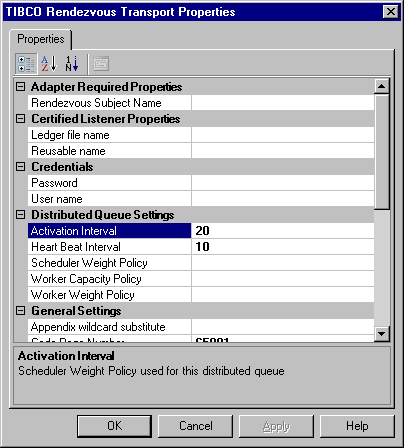 TIBCO Rendezvous Transport Properties
Properties
Adapter Required Properties
Rendezvous Subject Name
Certified Listener Properties
Ledger file name
Reusable name
Credentials
Password
User name
Distributed Queue Settings
Activation Interval 20
Heart Beat Interval 10
Scheduler Weight Policy
Worker Capacity Policy
Worker Weight Policy
General Settings
Appendix wildcard substitute
Code Page Number 65001
Activation Interval
Scheduler Weight Policy used for this distributed queue
OK Cancel Apply Help